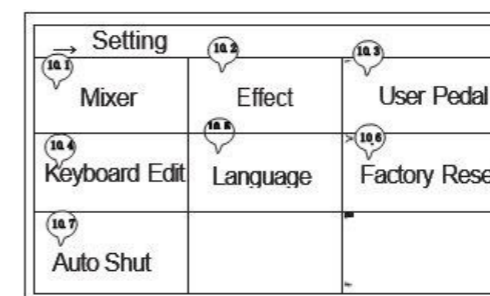 → Setting
10.1 10.2 10.3
Mixer Effect User Pedal
10.4 10.5 10.6
Keyboard Edit Language Factory Rese
10.7
Auto Shut